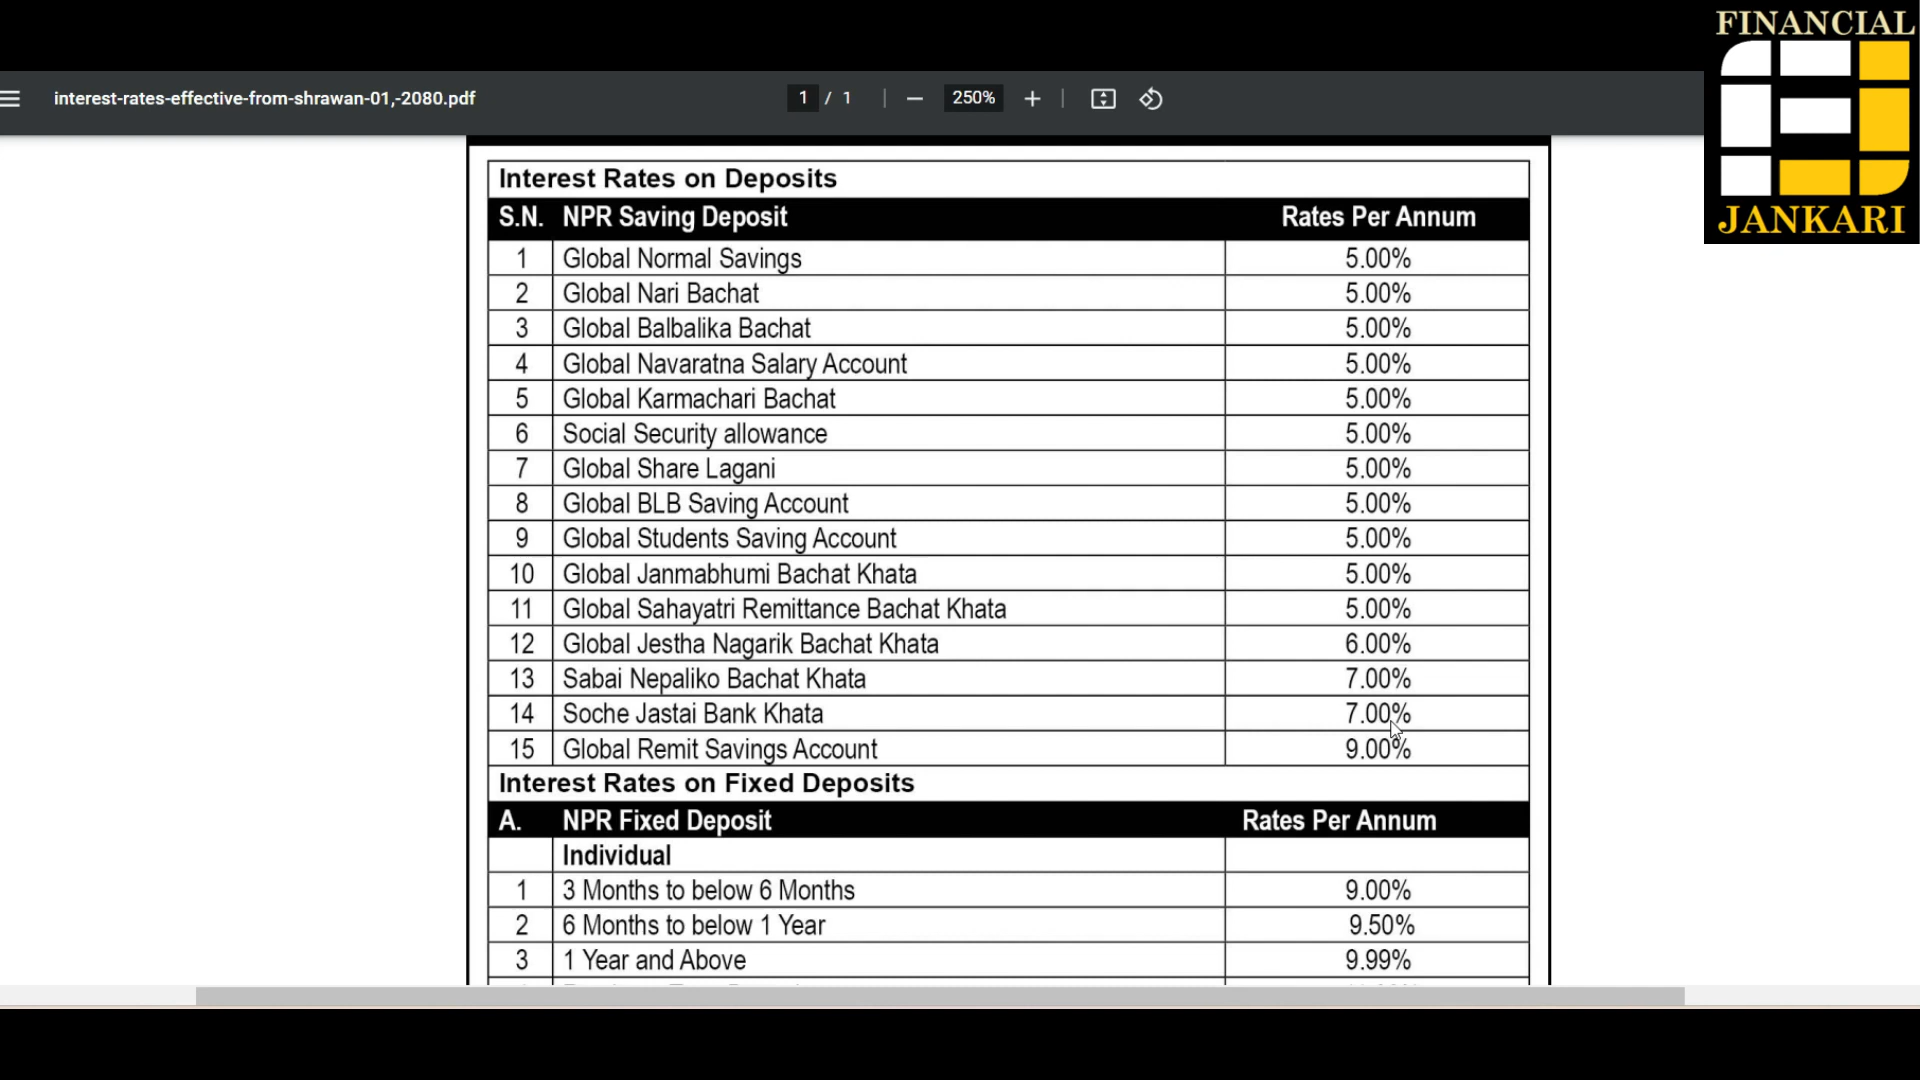 FINANCIAL
JANKARI
interest-rates-effective-from-shrawan-01,-2080.pdf
1 / 1
250%
Interest Rates on Deposits
S.N. NPR Saving Deposit Rates Per Annum
1 Global Normal Savings 5.00%
2 Global Nari Bachat 5.00%
3 Global Balbalika Bachat 5.00%
4 Global Navaratna Salary Account 5.00%
5 Global Karmachari Bachat 5.00%
6 Social Security allowance 5.00%
7 Global Share Lagani 5.00%
8 Global BLB Saving Account 5.00%
9 Global Students Saving Account 5.00%
10 Global Janmabhumi Bachat Khata 5.00%
11 Global Sahayatri Remittance Bachat Khata 5.00%
12 Global Jestha Nagarik Bachat Khata 6.00%
13 Sabai Nepaliko Bachat Khata 7.00%
14 Soche Jastai Bank Khata 7.00%
15 Global Remit Savings Account 9.00%
Interest Rates on Fixed Deposits
A. NPR Fixed Deposit Rates Per Annum
Individual
1 3 Months to below 6 Months 9.00%
2 6 Months to below 1 Year 9.50%
3 1 Year and Above 9.99%